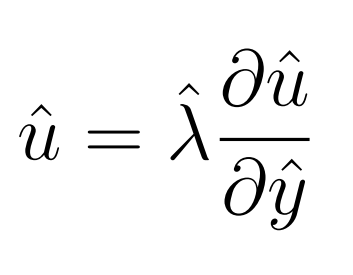 û = λ̂ ∂û/∂ŷ